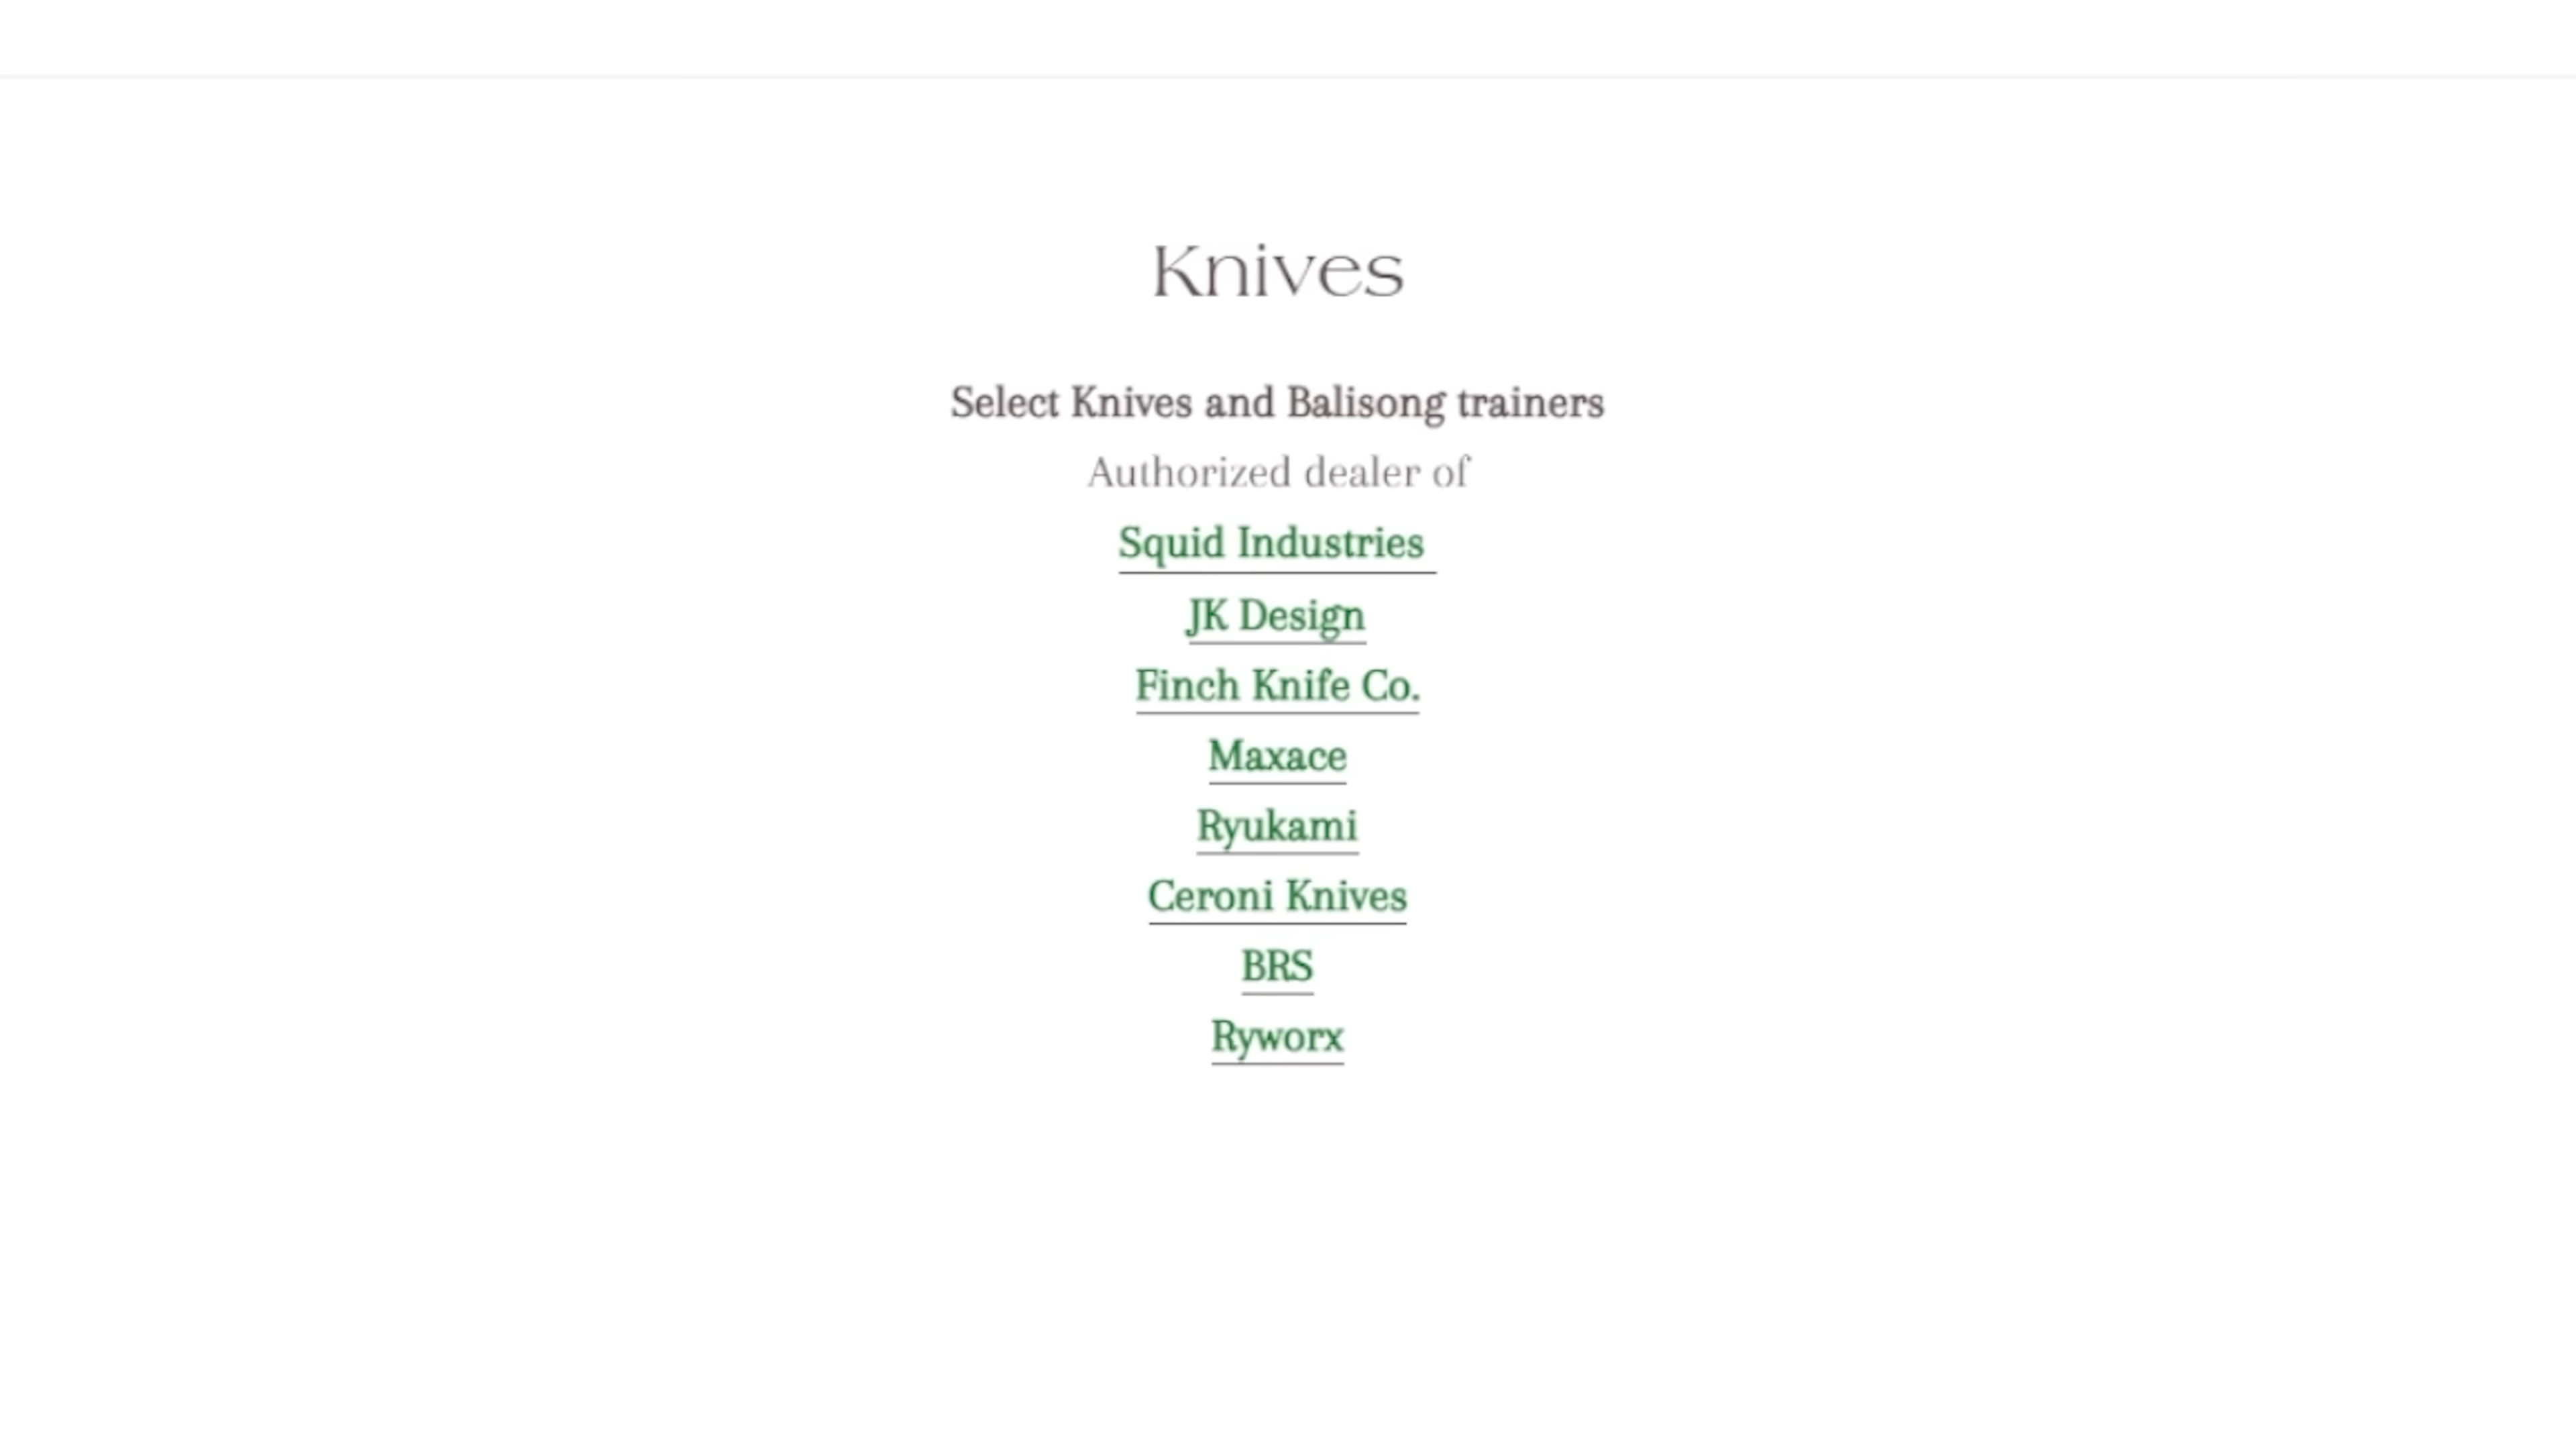 Knives
Select Knives and Balisong trainers
Authorized dealer of
Squid Industries
JK Design
Finch Knife Co.
Maxace
Ryukami
Ceroni Knives
BRS
Ryworx